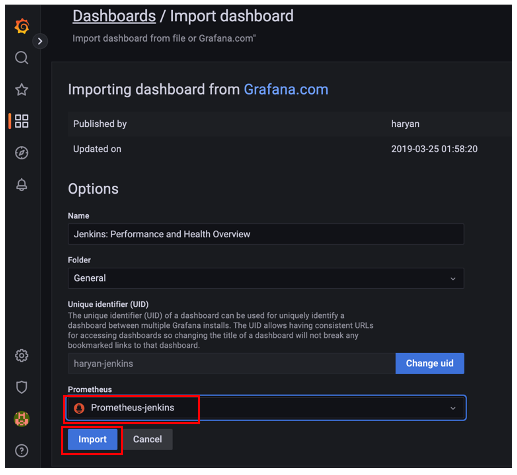 Dashboards / Import dashboard
Import dashboard from file or Grafana.com"
Importing dashboard from Grafana.com
Published by haryan
Updated on 2019-03-25 01:58:20
Options
Name
Jenkins: Performance and Health Overview
Folder
General
Unique identifier (UID)
The unique identifier (UID) of a dashboard can be used for uniquely identify a
dashboard between multiple Grafana installs. The UID allows having consistent URLs
for accessing dashboards so changing the title of a dashboard will not break any
bookmarked links to that dashboard.
haryan-jenkins Change uid
Prometheus
Prometheus-jenkins
Import Cancel